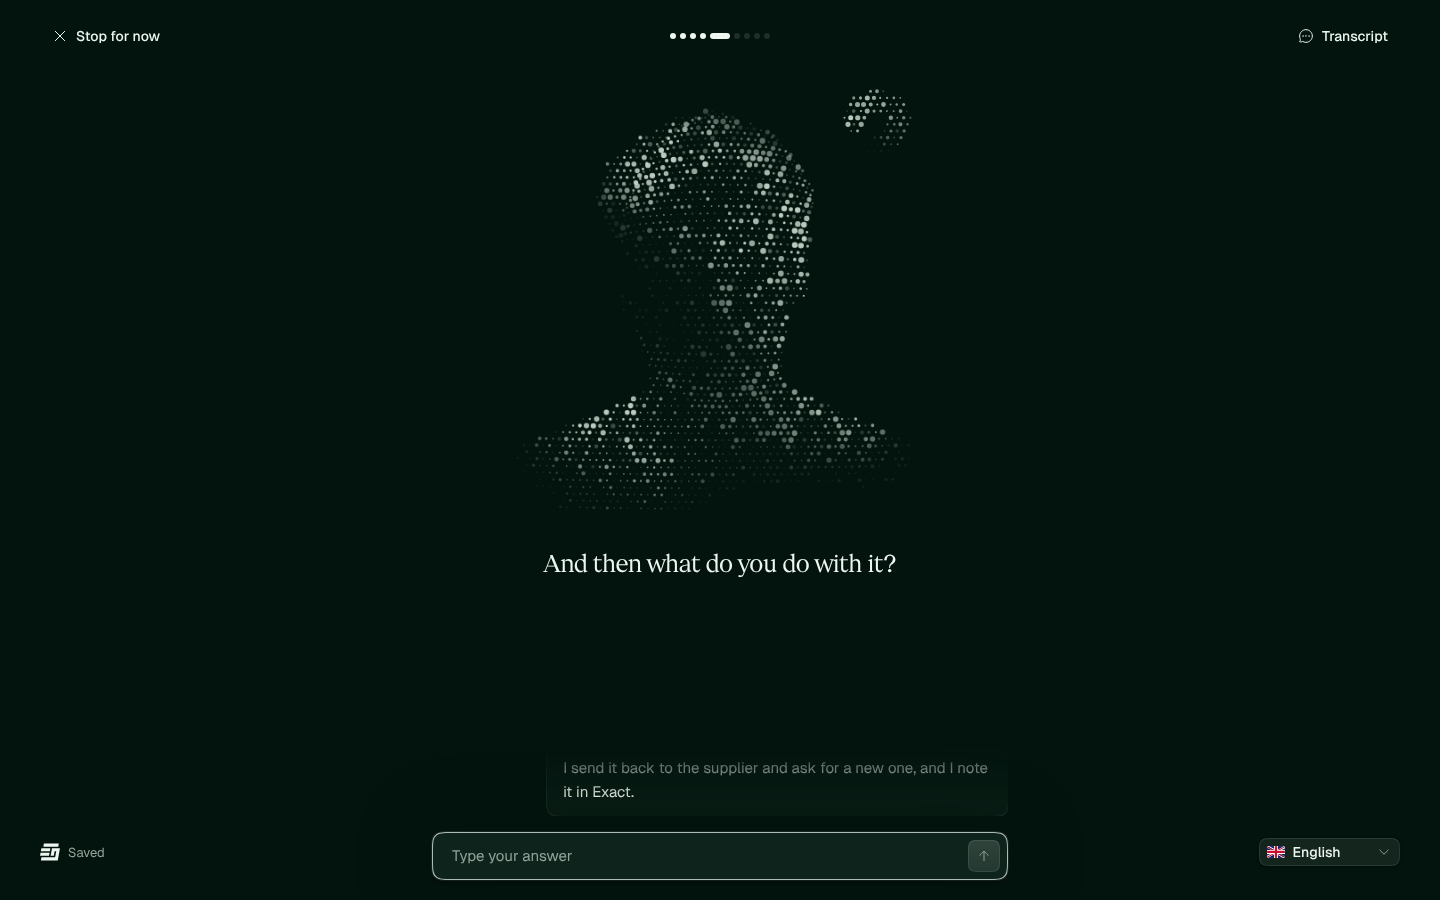 Stop for now
Transcript
And then what do you do with it?
I send it back to the supplier and ask for a new one, and I note
it in Exact.
Type your answer
Saved
English